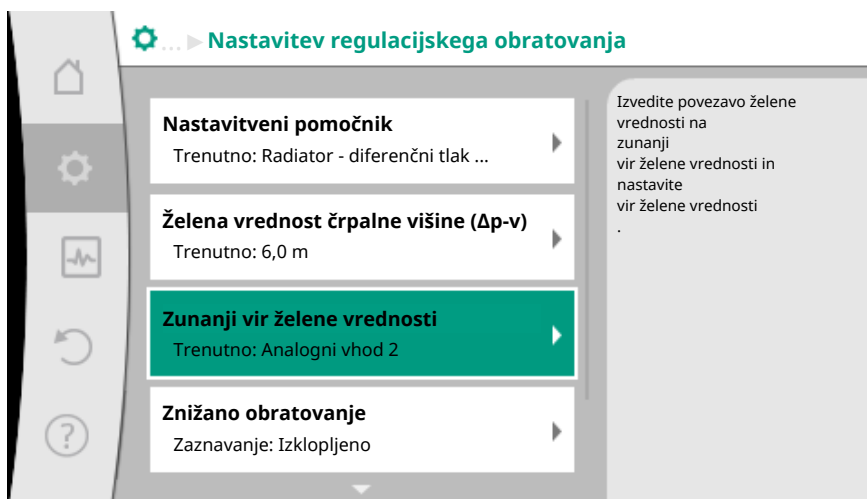 ... Nastavitev regulacijskega obratovanja
Nastavitveni pomočnik
Trenutno: Radiator - diferenčni tlak ...
Želena vrednost črpalne višine (Δp-v)
Trenutno: 6,0 m
Zunanji vir želene vrednosti
Trenutno: Analogni vhod 2
Znižano obratovanje
Zaznavanje: Izklopljeno
Izvedite povezavo želene
vrednosti na
zunanji
vir želene vrednosti in
nastavite
vir želene vrednosti
.
?